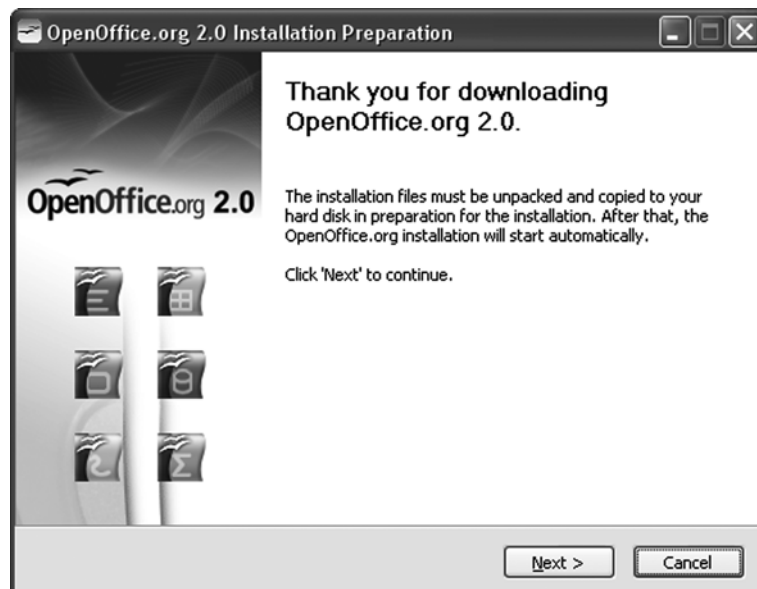 OpenOffice.org 2.0 Installation Preparation
Thank you for downloading
OpenOffice.org 2.0.
OpenOffice.org 2.0
The installation files must be unpacked and copied to your
hard disk in preparation for the installation. After that, the
OpenOffice.org installation will start automatically.
Click 'Next' to continue.
Next >
Cancel